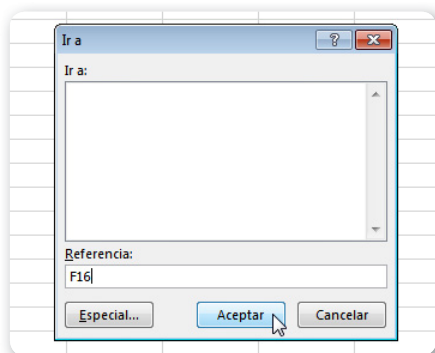 Ir a
Ir a:
Referencia:
F16
Especial... Aceptar Cancelar